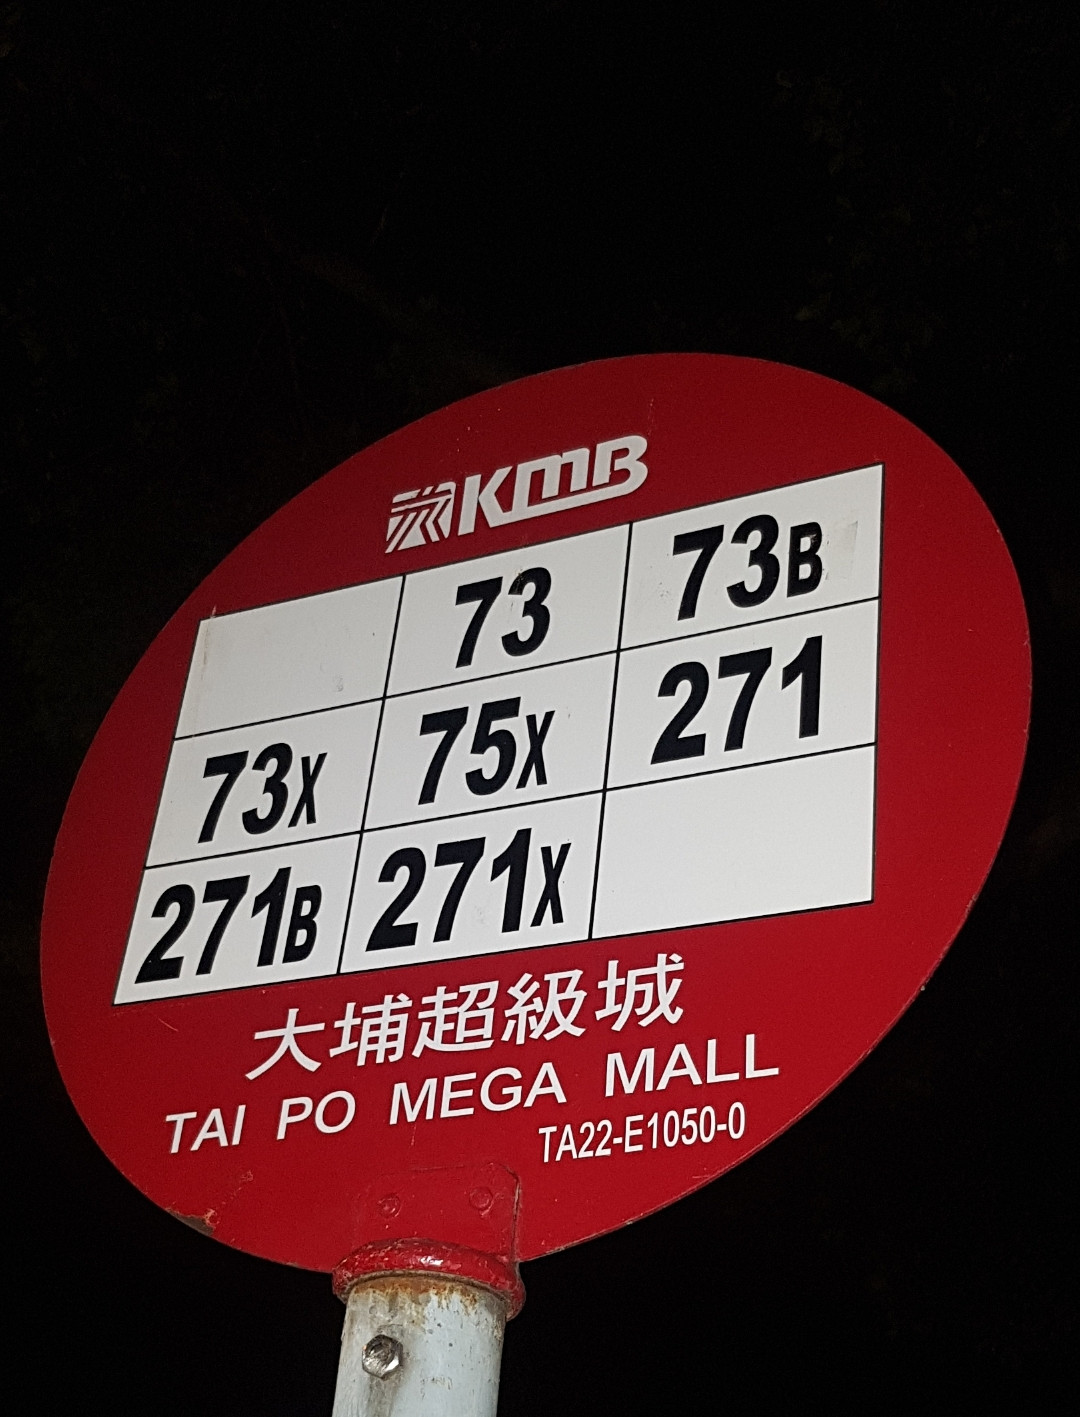 KMB
73 73B
73X 75X 271
271B 271X
大埔超級城
TAI PO MEGA MALL
TA22-E1050-0